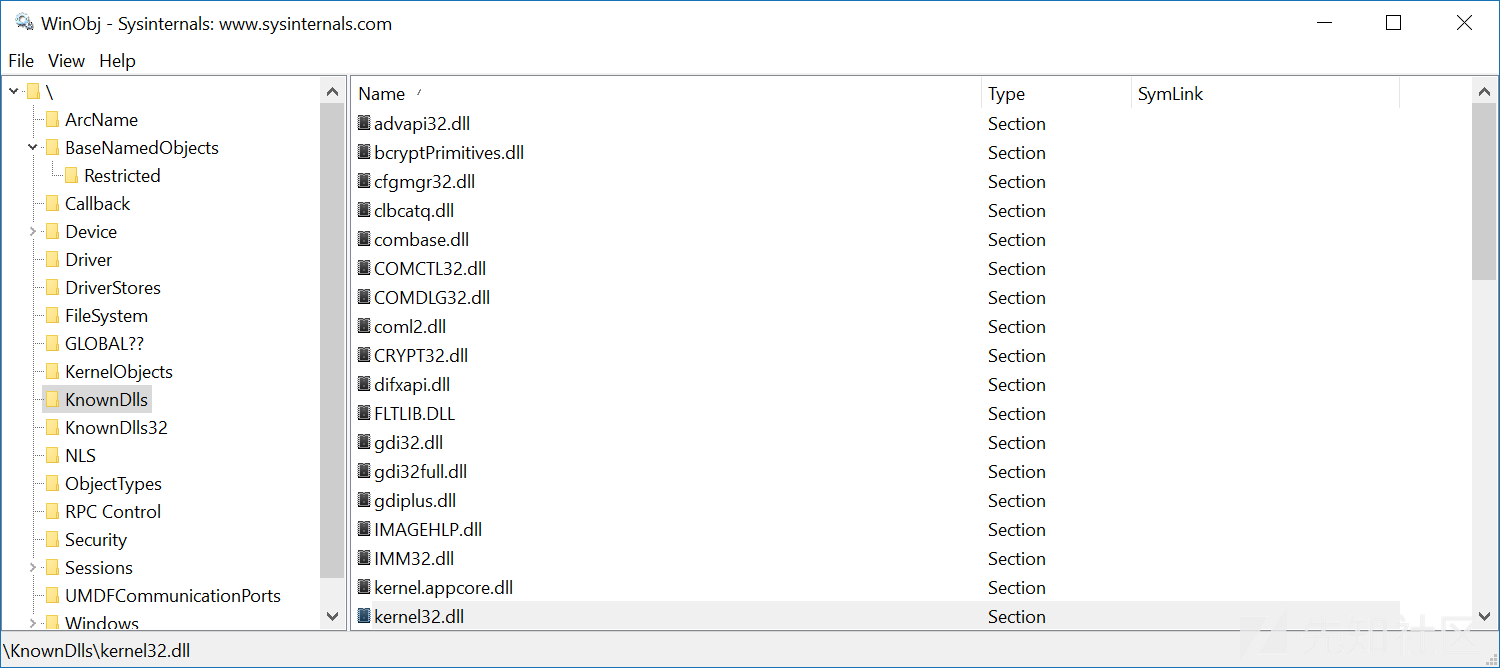 WinObj - Sysinternals: www.sysinternals.com
File View Help
\
ArcName
BaseNamedObjects
Restricted
Callback
Device
Driver
DriverStores
FileSystem
GLOBAL??
KernelObjects
KnownDlls
KnownDlls32
NLS
ObjectTypes
RPC Control
Security
Sessions
UMDFCommunicationPorts
Windows
Name Type SymLink
advapi32.dll Section
bcryptPrimitives.dll Section
cfgmgr32.dll Section
clbcatq.dll Section
combase.dll Section
COMCTL32.dll Section
COMDLG32.dll Section
coml2.dll Section
CRYPT32.dll Section
difxapi.dll Section
FLTLIB.DLL Section
gdi32.dll Section
gdi32full.dll Section
gdiplus.dll Section
IMAGEHLP.dll Section
IMM32.dll Section
kernel.appcore.dll Section
kernel32.dll Section
\KnownDlls\kernel32.dll
先知社区